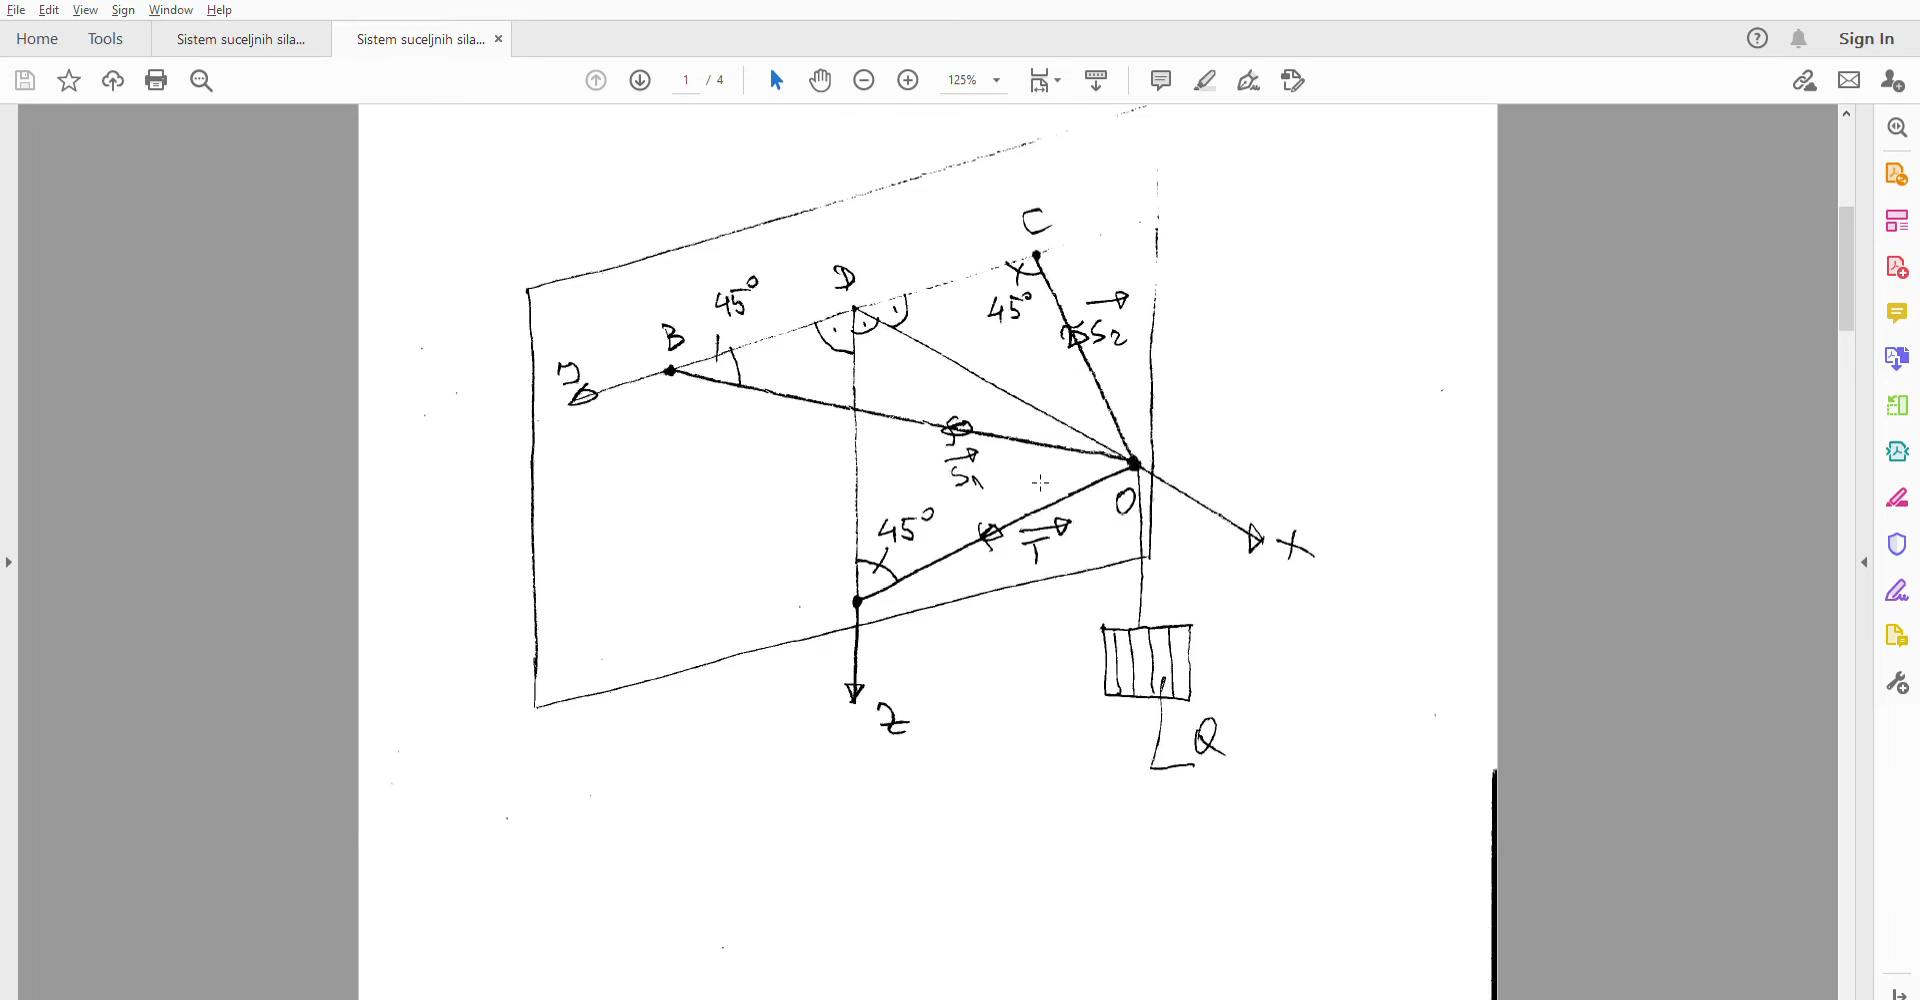 File Edit View Sign Window Help
Home Tools Sistem suceljnih sila... Sistem suceljnih sila... × Sign In
1 / 4 125%
C
D
45°
B
45°
S2
y
S1
O
45°
T
X
Z
Q